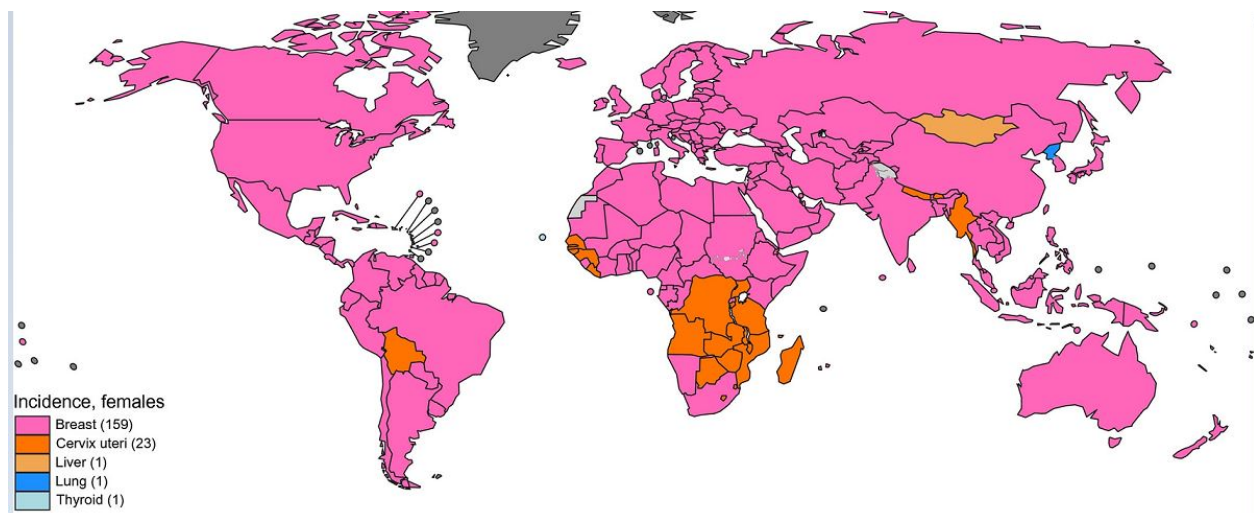 Incidence, females
Breast (159)
Cervix uteri (23)
Liver (1)
Lung (1)
Thyroid (1)